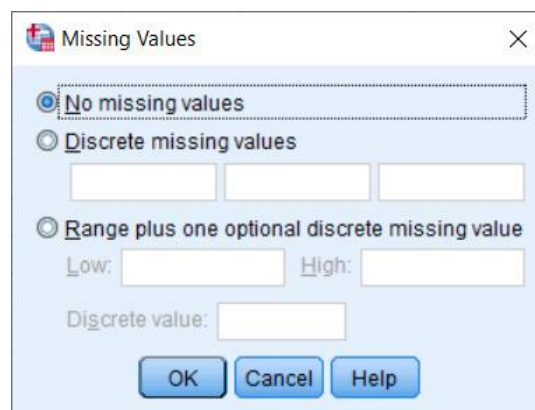 Missing Values
No missing values
Discrete missing values
Range plus one optional discrete missing value
Low: High:
Discrete value:
OK Cancel Help